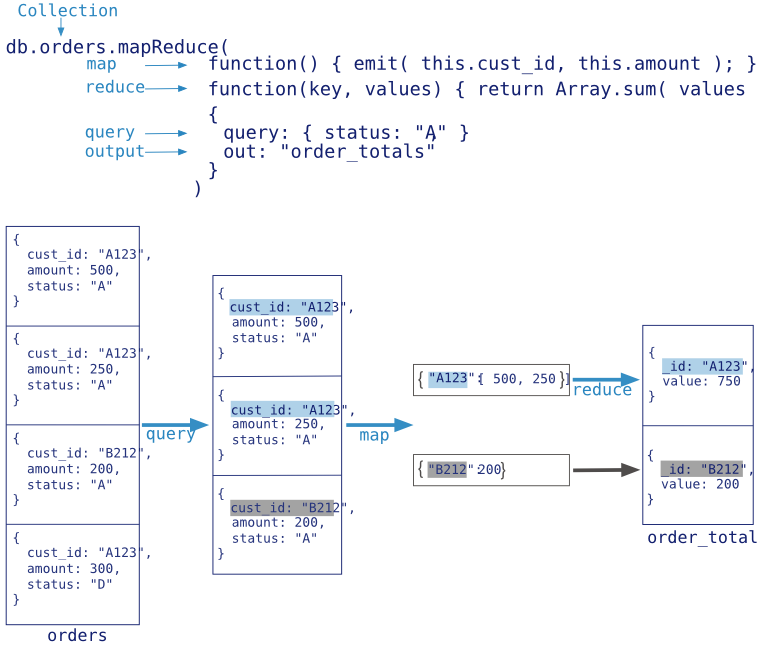 Collection
db.orders.mapReduce(
map
function() { emit( this.cust_id, this.amount ); }
reduce
function(key, values) { return Array.sum( values
{
query
query: { status: "A" }
,
output
out: "order_totals"
}
)
{
cust_id: "A123",
amount: 500,
status: "A"
}
{
cust_id: "A123",
amount: 250,
status: "A"
}
{
cust_id: "B212",
amount: 200,
status: "A"
}
{
cust_id: "A123",
amount: 300,
status: "D"
}
orders
query
{
cust_id: "A123",
amount: 500,
status: "A"
}
{
cust_id: "A123",
amount: 250,
status: "A"
}
{
cust_id: "B212",
amount: 200,
status: "A"
}
map
{ "A123": [ 500, 250 ] }
{ "B212": 200 }
reduce
{
_id: "A123",
value: 750
}
{
_id: "B212",
value: 200
}
order_total